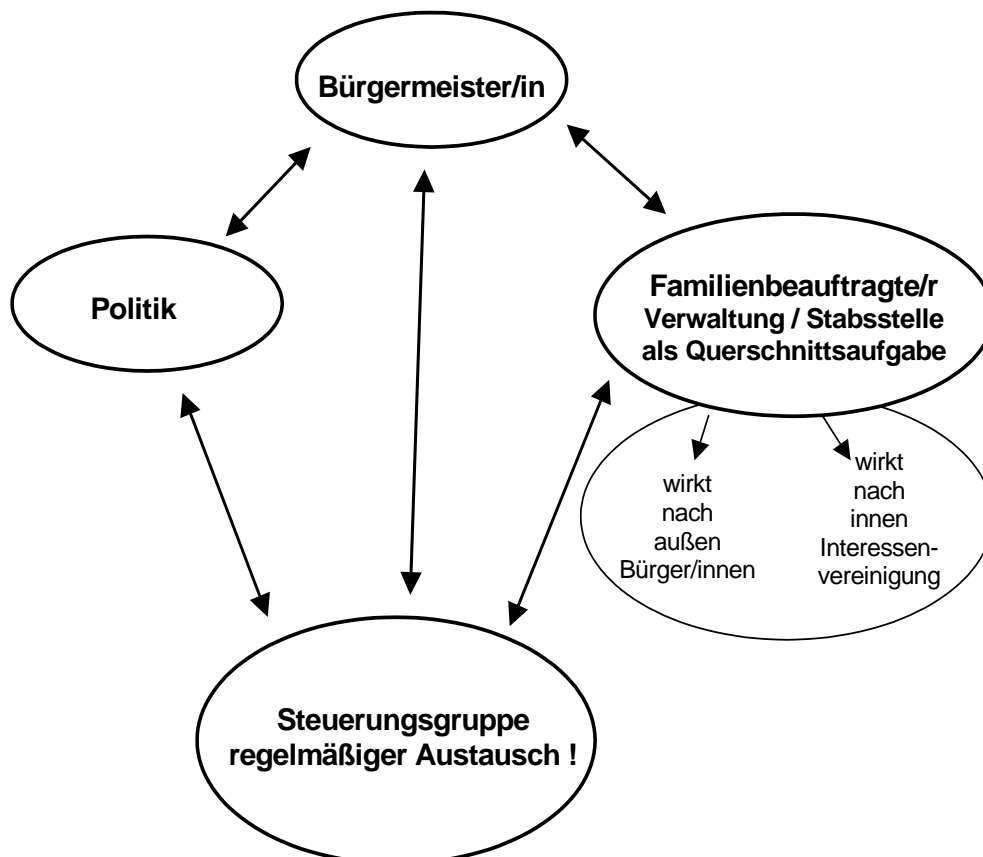 Bürgermeister/in
Politik
Familienbeauftragte/r
Verwaltung / Stabsstelle
als Querschnittsaufgabe
wirkt
nach
außen
Bürger/innen
wirkt
nach
innen
Interessen-
vereinigung
Steuerungsgruppe
regelmäßiger Austausch !